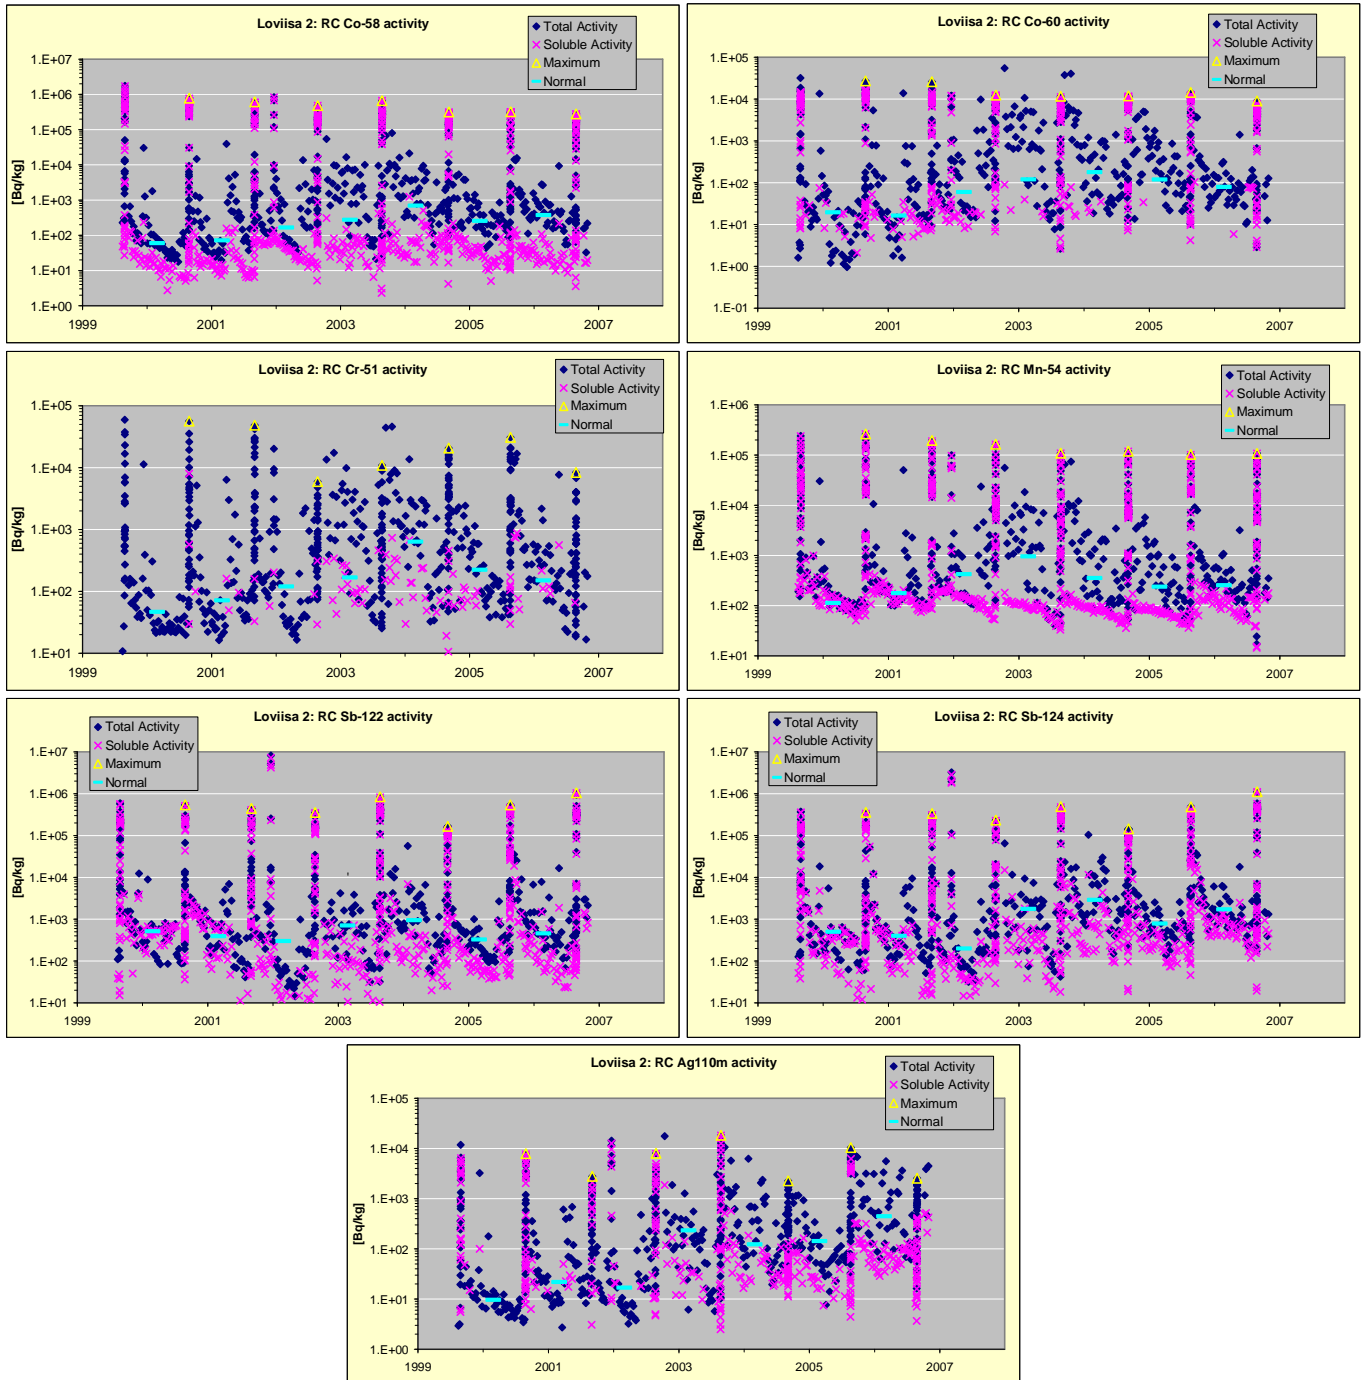 Loviisa 2: RC Co-58 activity
Total Activity
Soluble Activity
Maximum
Normal
[Bq/kg]
1.E+07
1.E+06
1.E+05
1.E+04
1.E+03
1.E+02
1.E+01
1.E+00
1999 2001 2003 2005 2007
Loviisa 2: RC Co-60 activity
Total Activity
Soluble Activity
Maximum
Normal
1.E+05
1.E+04
1.E+03
1.E+02
1.E+01
1.E+00
1.E-01
1999 2001 2003 2005 2007
Loviisa 2: RC Cr-51 activity
Total Activity
Soluble Activity
Maximum
Normal
[Bq/kg]
1.E+05
1.E+04
1.E+03
1.E+02
1.E+01
1999 2001 2003 2005 2007
Loviisa 2: RC Mn-54 activity
Total Activity
Soluble Activity
Maximum
Normal
1.E+06
1.E+05
1.E+04
1.E+03
1.E+02
1.E+01
1999 2001 2003 2005 2007
Loviisa 2: RC Sb-122 activity
Total Activity
Soluble Activity
Maximum
Normal
[Bq/kg]
1.E+07
1.E+06
1.E+05
1.E+04
1.E+03
1.E+02
1.E+01
1999 2001 2003 2005 2007
Loviisa 2: RC Sb-124 activity
Total Activity
Soluble Activity
Maximum
Normal
1.E+07
1.E+06
1.E+05
1.E+04
1.E+03
1.E+02
1.E+01
1999 2001 2003 2005 2007
Loviisa 2: RC Ag110m activity
Total Activity
Soluble Activity
Maximum
Normal
[Bq/kg]
1.E+05
1.E+04
1.E+03
1.E+02
1.E+01
1.E+00
1999 2001 2003 2005 2007